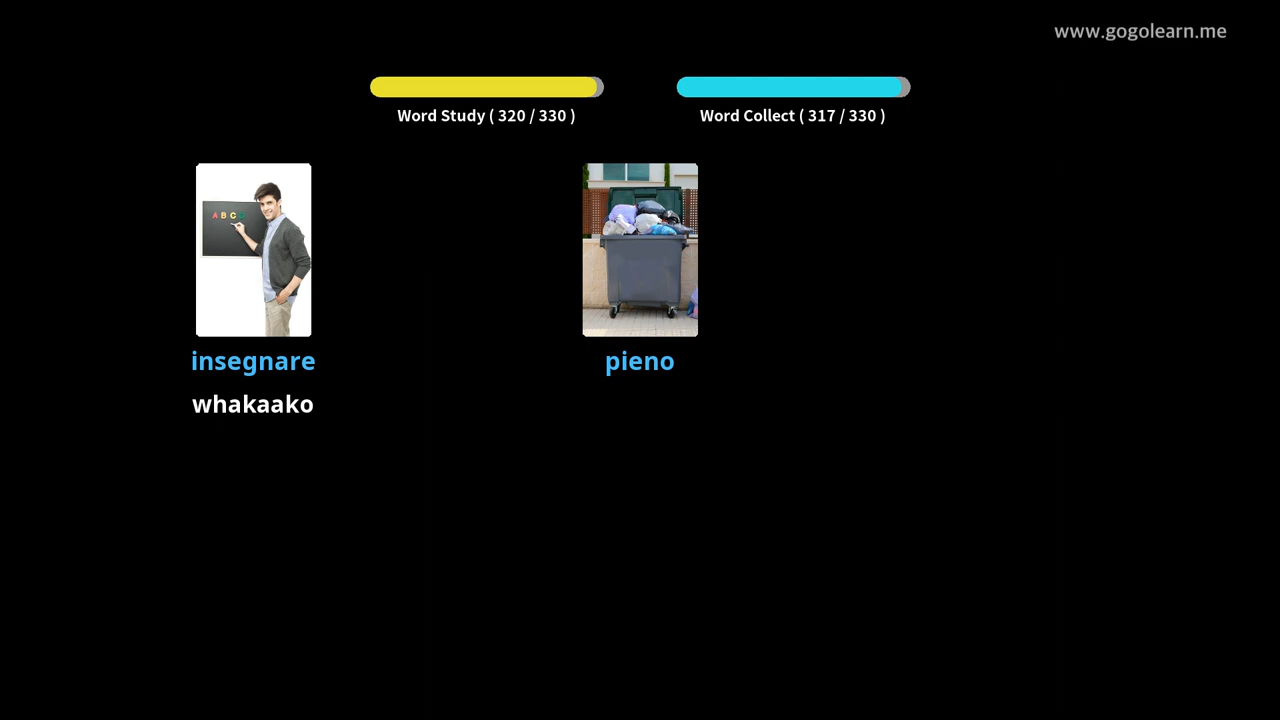 www.gogolearn.me
Word Study ( 320 / 330 )
Word Collect ( 317 / 330 )
A B C D
insegnare
pieno
whakaako